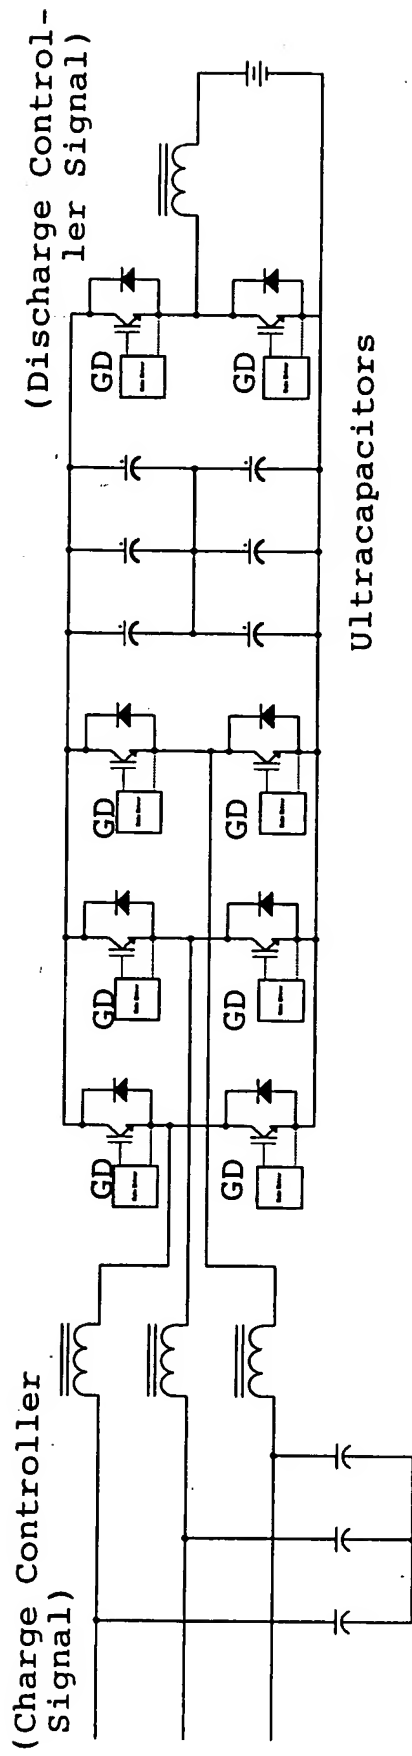 (Charge Controller
Signal)
GD
GD
GD
GD
GD
GD
GD
GD
Ultracapacitors
(Discharge Control-
ler Signal)